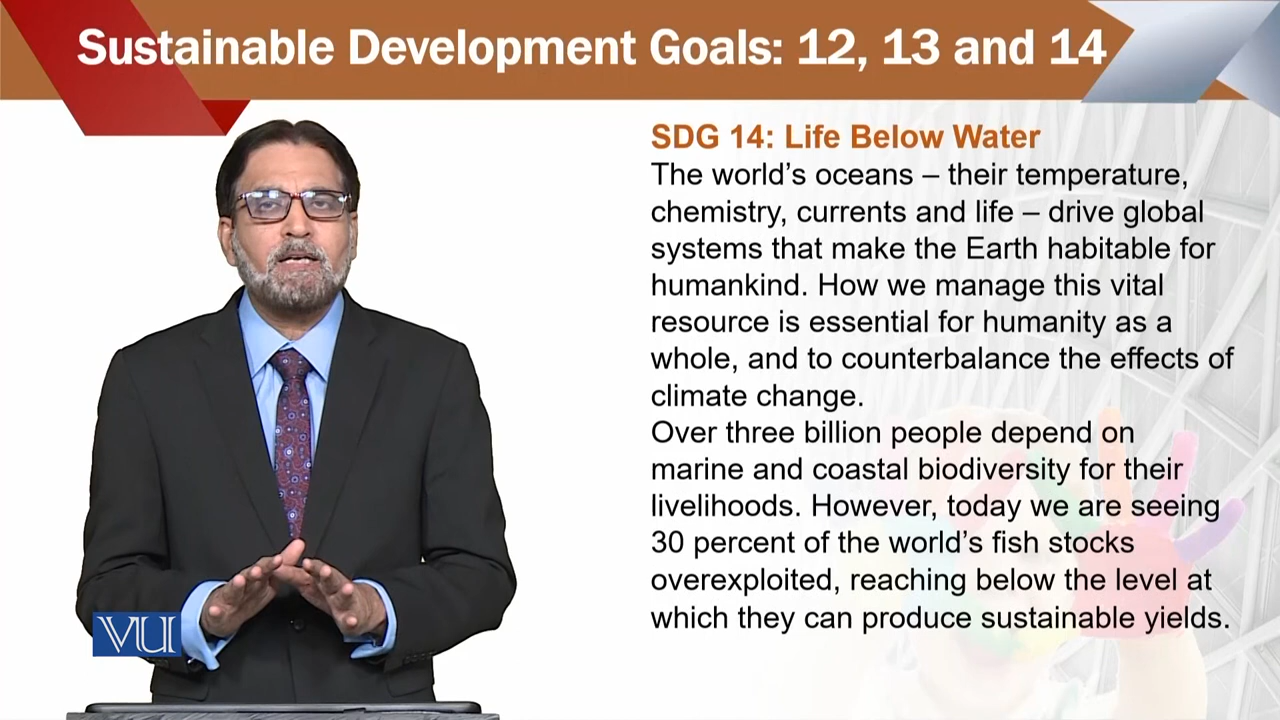 Sustainable Development Goals: 12, 13 and 14
SDG 14: Life Below Water
The world’s oceans – their temperature,
chemistry, currents and life – drive global
systems that make the Earth habitable for
humankind. How we manage this vital
resource is essential for humanity as a
whole, and to counterbalance the effects of
climate change.
Over three billion people depend on
marine and coastal biodiversity for their
livelihoods. However, today we are seeing
30 percent of the world’s fish stocks
overexploited, reaching below the level at
which they can produce sustainable yields.
VU